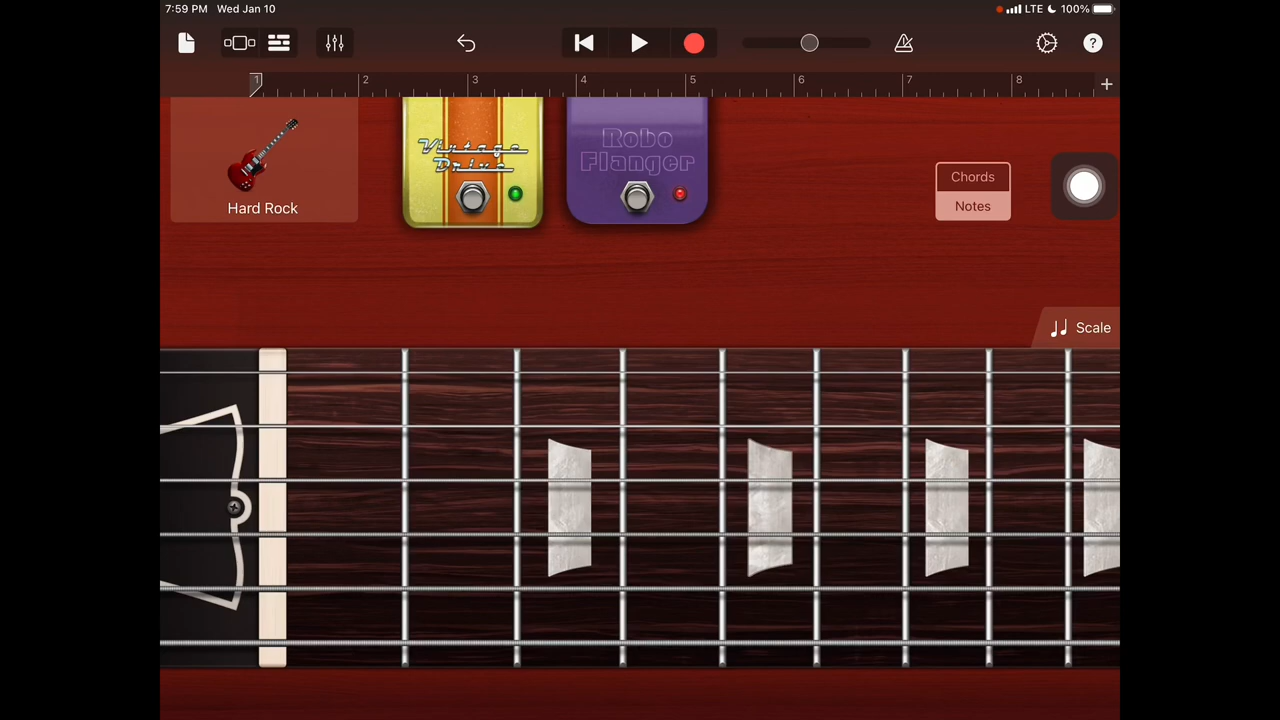 7:59 PM Wed Jan 10
LTE 100%
?
1 2 3 4 5 6 7 8 +
Vintage
Drive
Robo
Flanger
Hard Rock
Chords
Notes
Scale